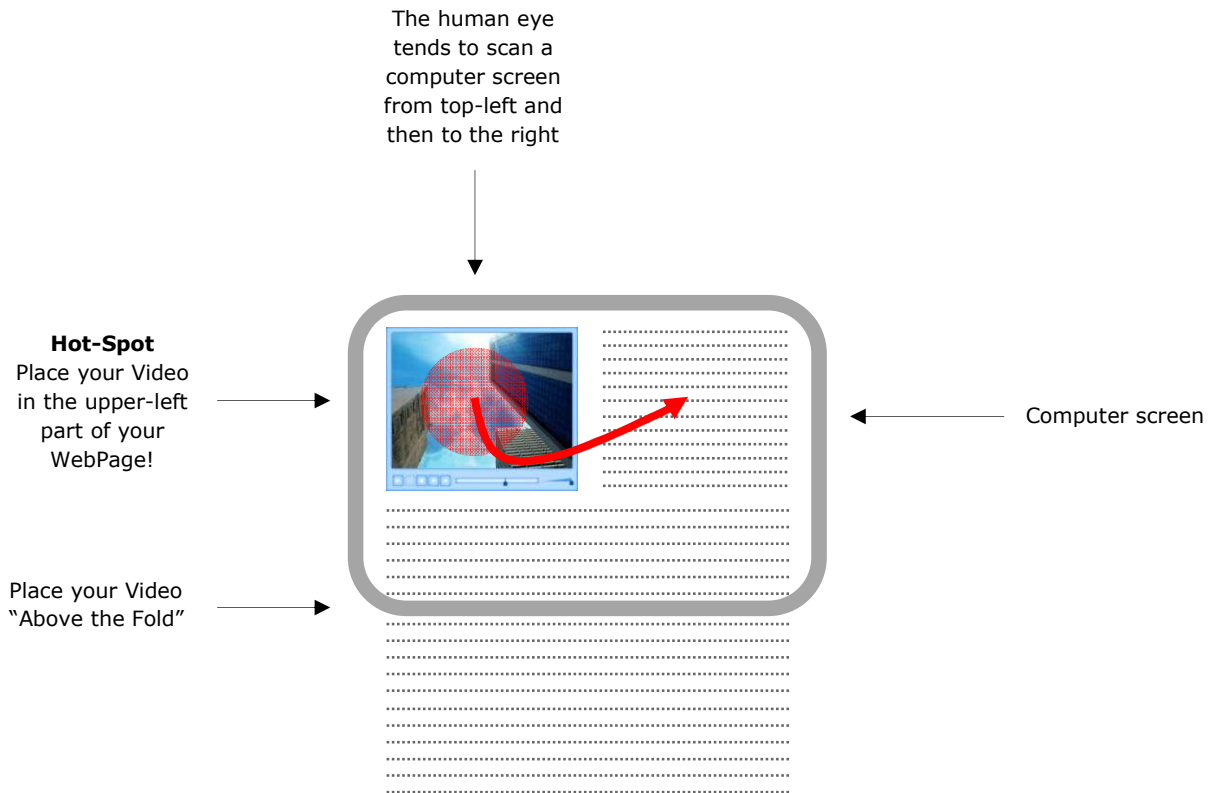 The human eye
tends to scan a
computer screen
from top-left and
then to the right
Hot-Spot
Place your Video
in the upper-left
part of your
WebPage!
Computer screen
Place your Video
“Above the Fold”